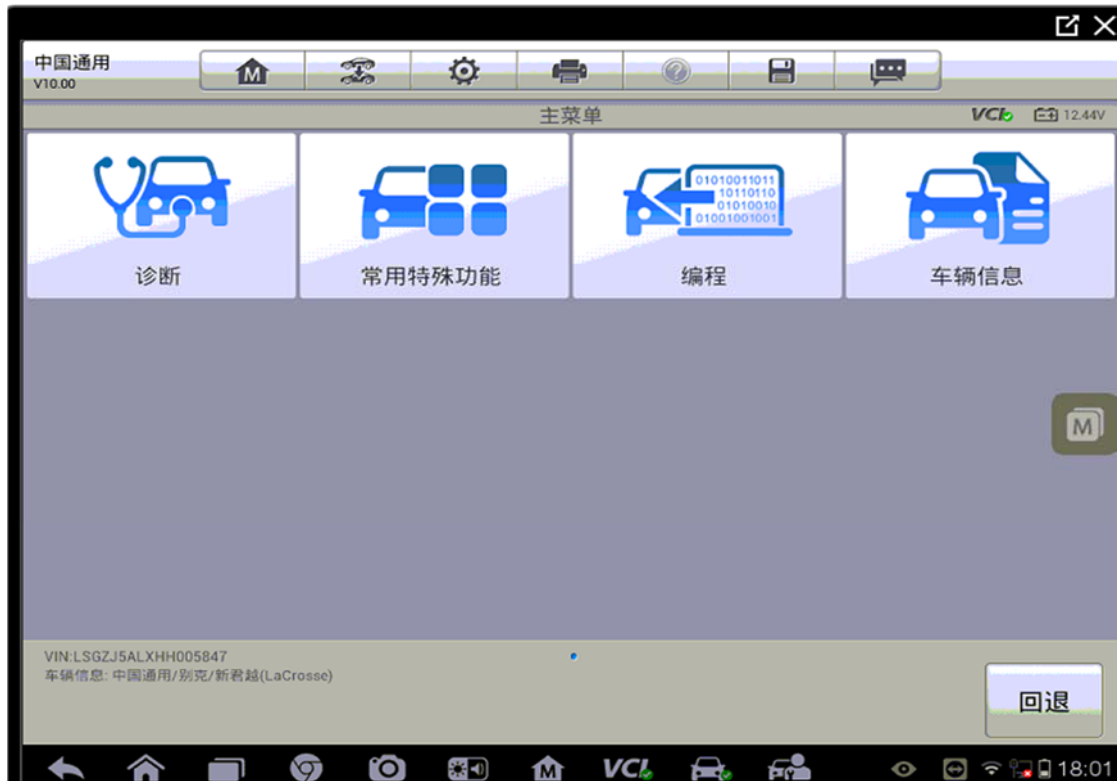 中国通用
V10.00
M
主菜单
VCI
12.44V
01010011011
10110110
01010010
01001001001
诊断
常用特殊功能
编程
车辆信息
M
VIN:LSGZJ5ALXHH005847
车辆信息: 中国通用/别克/新君越(LaCrosse)
回退
M
VCI
18:01